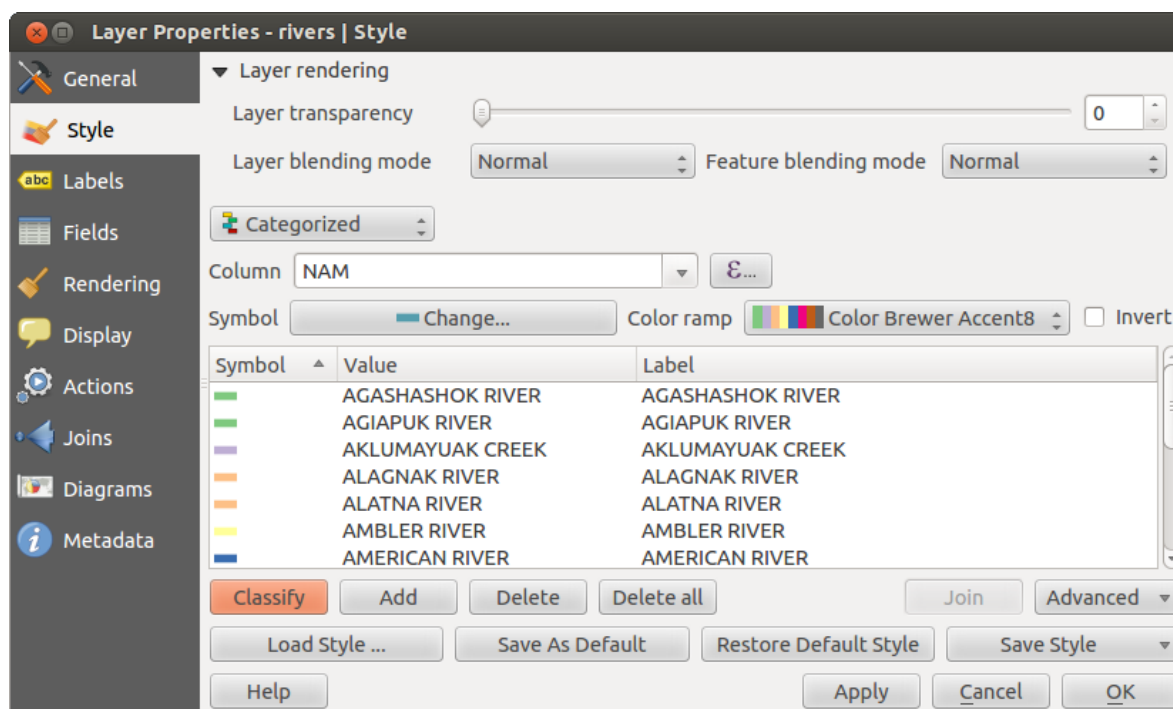 Layer Properties - rivers | Style
General
Style
abc Labels
Fields
Rendering
Display
Actions
Joins
Diagrams
Metadata
Layer rendering
Layer transparency 0
Layer blending mode Normal Feature blending mode Normal
Categorized
Column NAM ε...
Symbol Change... Color ramp Color Brewer Accent8 Invert
Symbol Value Label
AGASHASHOK RIVER AGASHASHOK RIVER
AGIAPUK RIVER AGIAPUK RIVER
AKLUMAYUAK CREEK AKLUMAYUAK CREEK
ALAGNAK RIVER ALAGNAK RIVER
ALATNA RIVER ALATNA RIVER
AMBLER RIVER AMBLER RIVER
AMERICAN RIVER AMERICAN RIVER
Classify Add Delete Delete all Join Advanced
Load Style ... Save As Default Restore Default Style Save Style
Help Apply Cancel OK